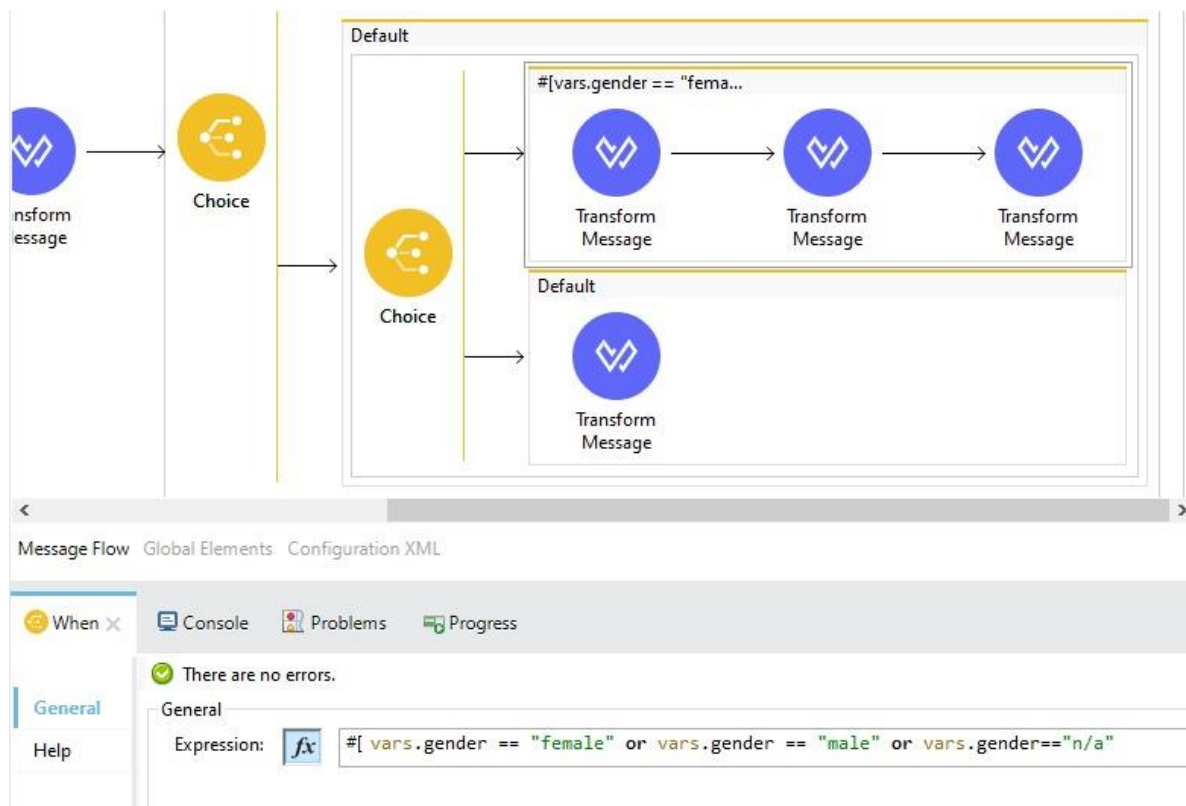 Default
#[vars.gender == "fema...
nsform
essage
Choice
Transform
Message
Transform
Message
Transform
Message
Choice
Default
Transform
Message
Message Flow Global Elements Configuration XML
When Console Problems Progress
There are no errors.
General
General
Expression: fx #[ vars.gender == "female" or vars.gender == "male" or vars.gender=="n/a"
Help